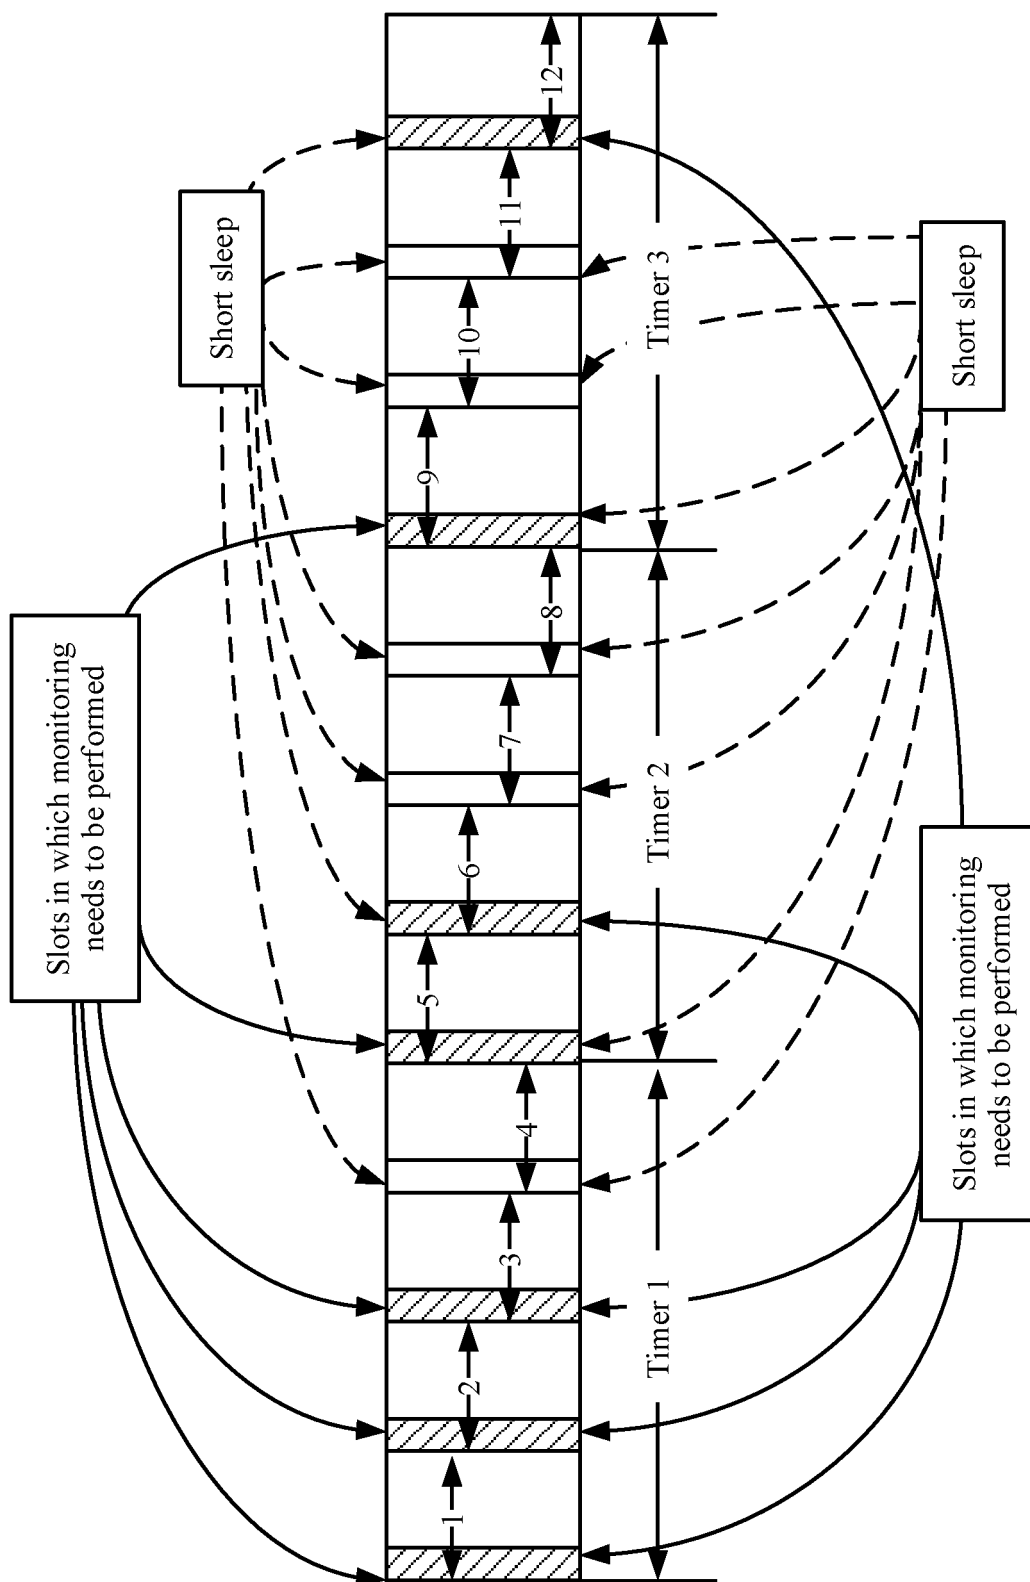 Slots in which monitoring
needs to be performed
Short sleep
1
2
3
4
5
6
7
8
9
10
11
12
Timer 1
Timer 2
Timer 3
Slots in which monitoring
needs to be performed
Short sleep